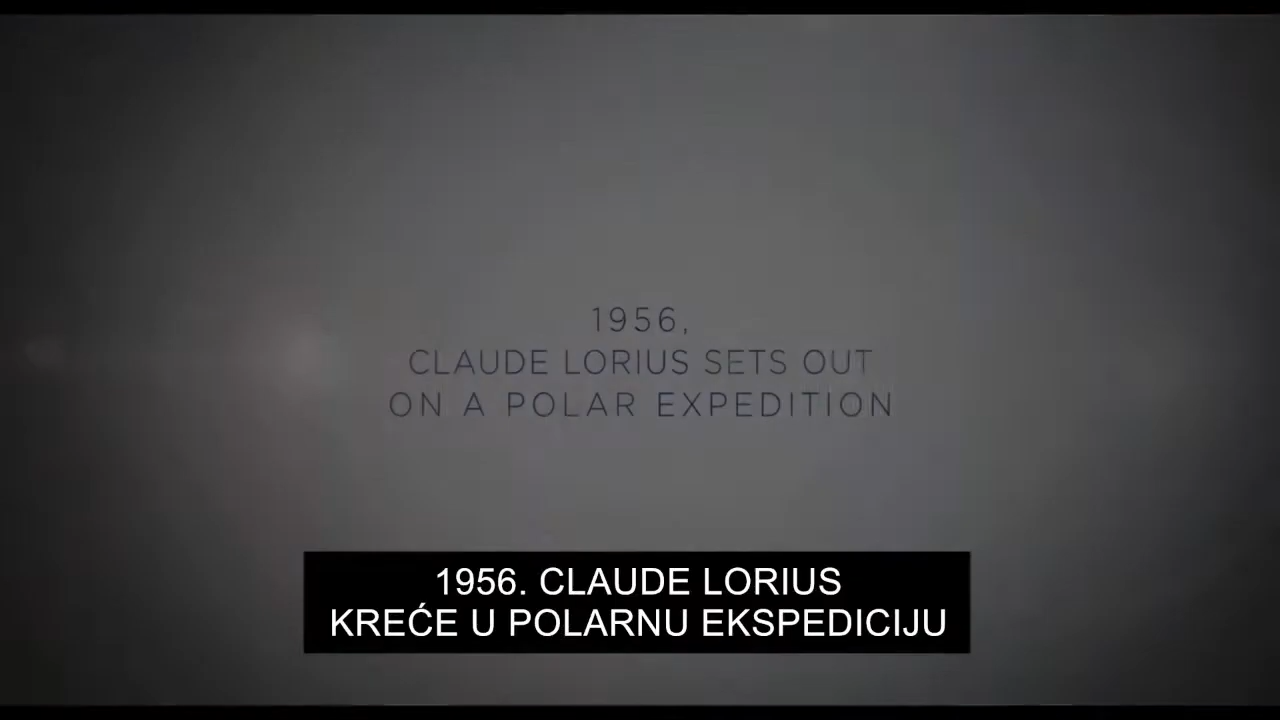 1956,
CLAUDE LORIUS SETS OUT
ON A POLAR EXPEDITION
1956. CLAUDE LORIUS
KREĆE U POLARNU EKSPEDICIJU